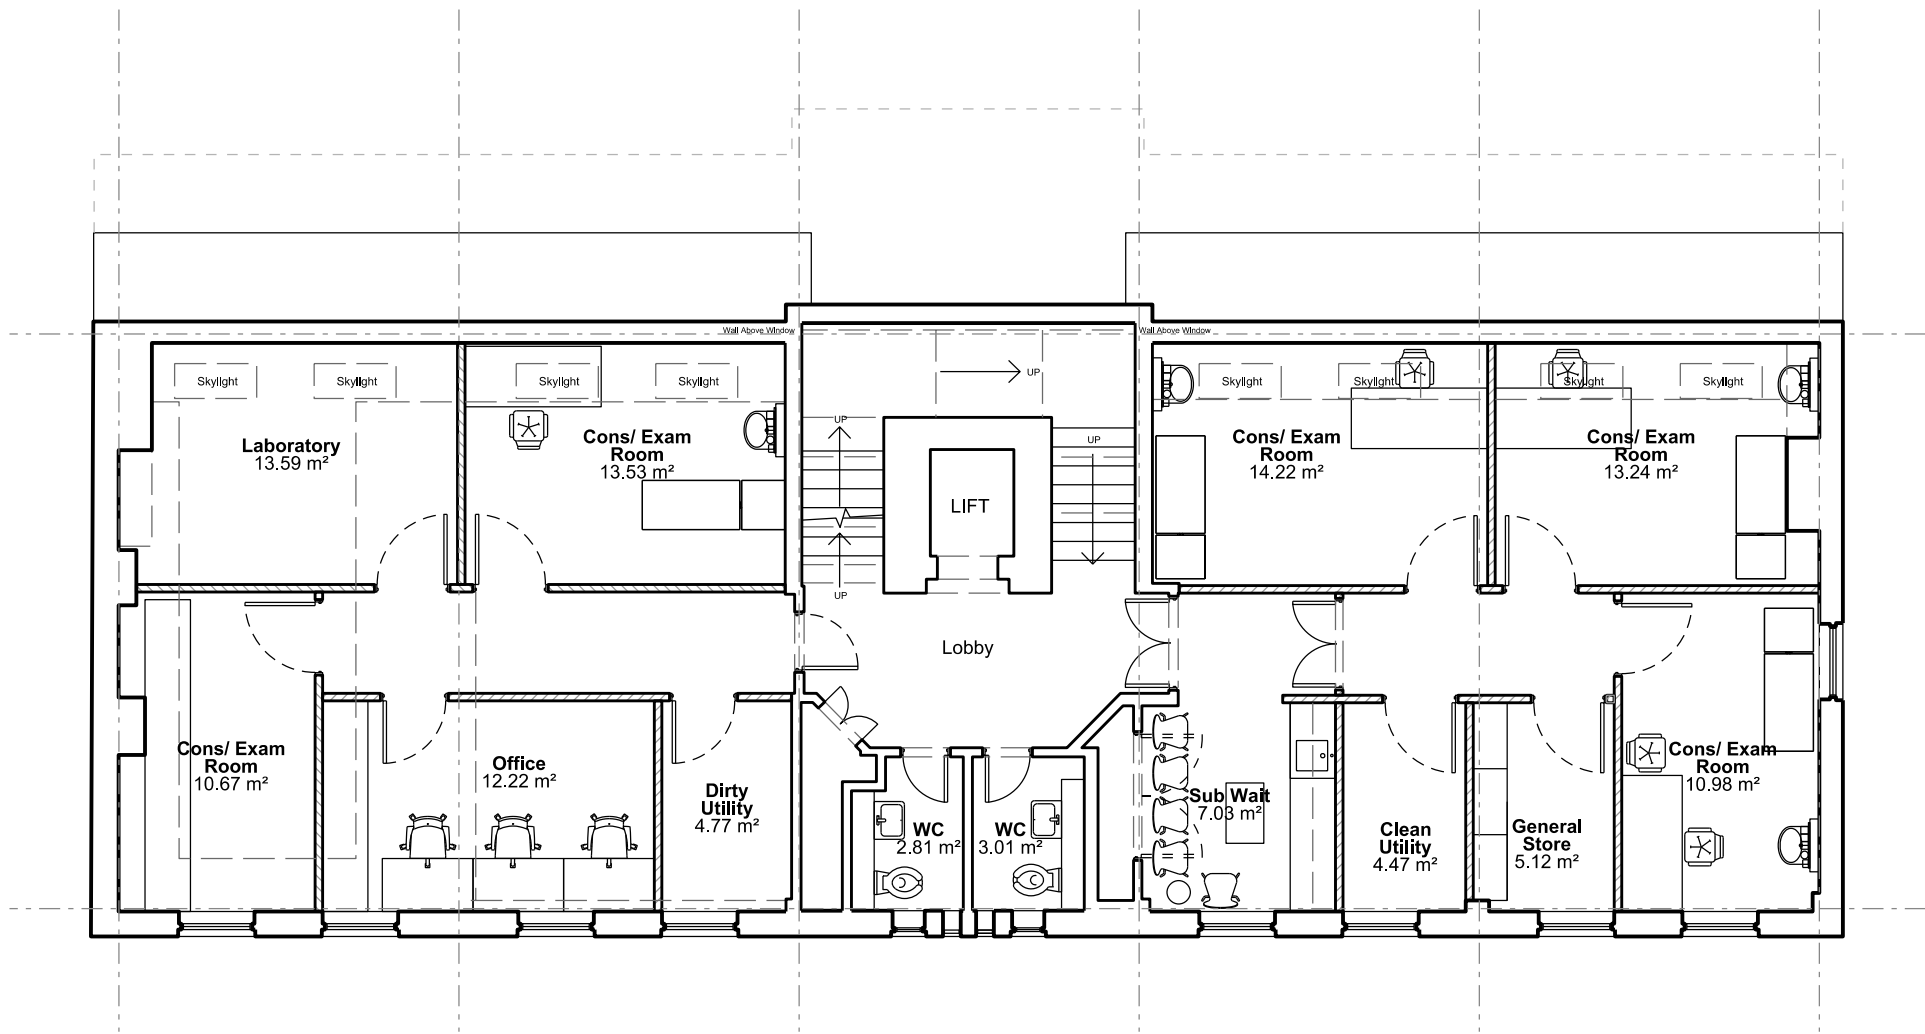 Wall Above Window
Wall Above Window
Skylight
Skylight
Skylight
Skylight
UP
Skylight
Skylight
Skylight
Skylight
Laboratory
13.59 m²
Cons/ Exam
Room
13.53 m²
UP
UP
Cons/ Exam
Room
14.22 m²
Cons/ Exam
Room
13.24 m²
LIFT
UP
Lobby
Cons/ Exam
Room
10.67 m²
Office
12.22 m²
Dirty
Utility
4.77 m²
WC
2.81 m²
WC
3.01 m²
Sub Wait
7.03 m²
Clean
Utility
4.47 m²
General
Store
5.12 m²
Cons/ Exam
Room
10.98 m²